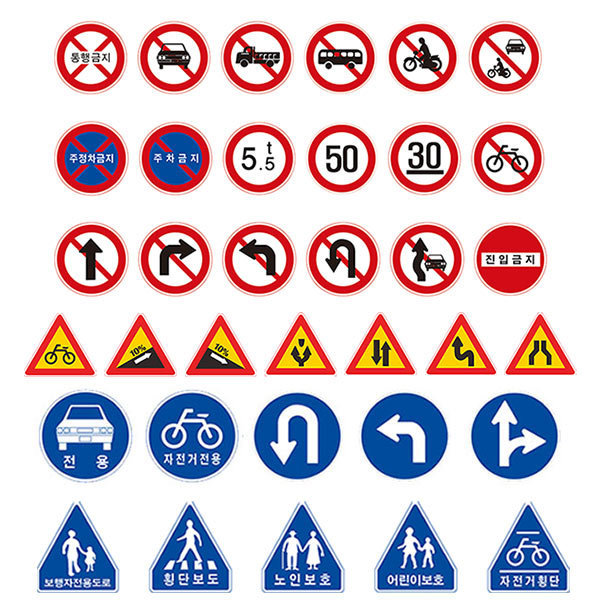 통행금지
주정차금지
주차금지
5.t5
50
30
진입금지
10%
10%
전용
자전거전용
보행자전용도로
횡단보도
노인보호
어린이보호
자전거횡단